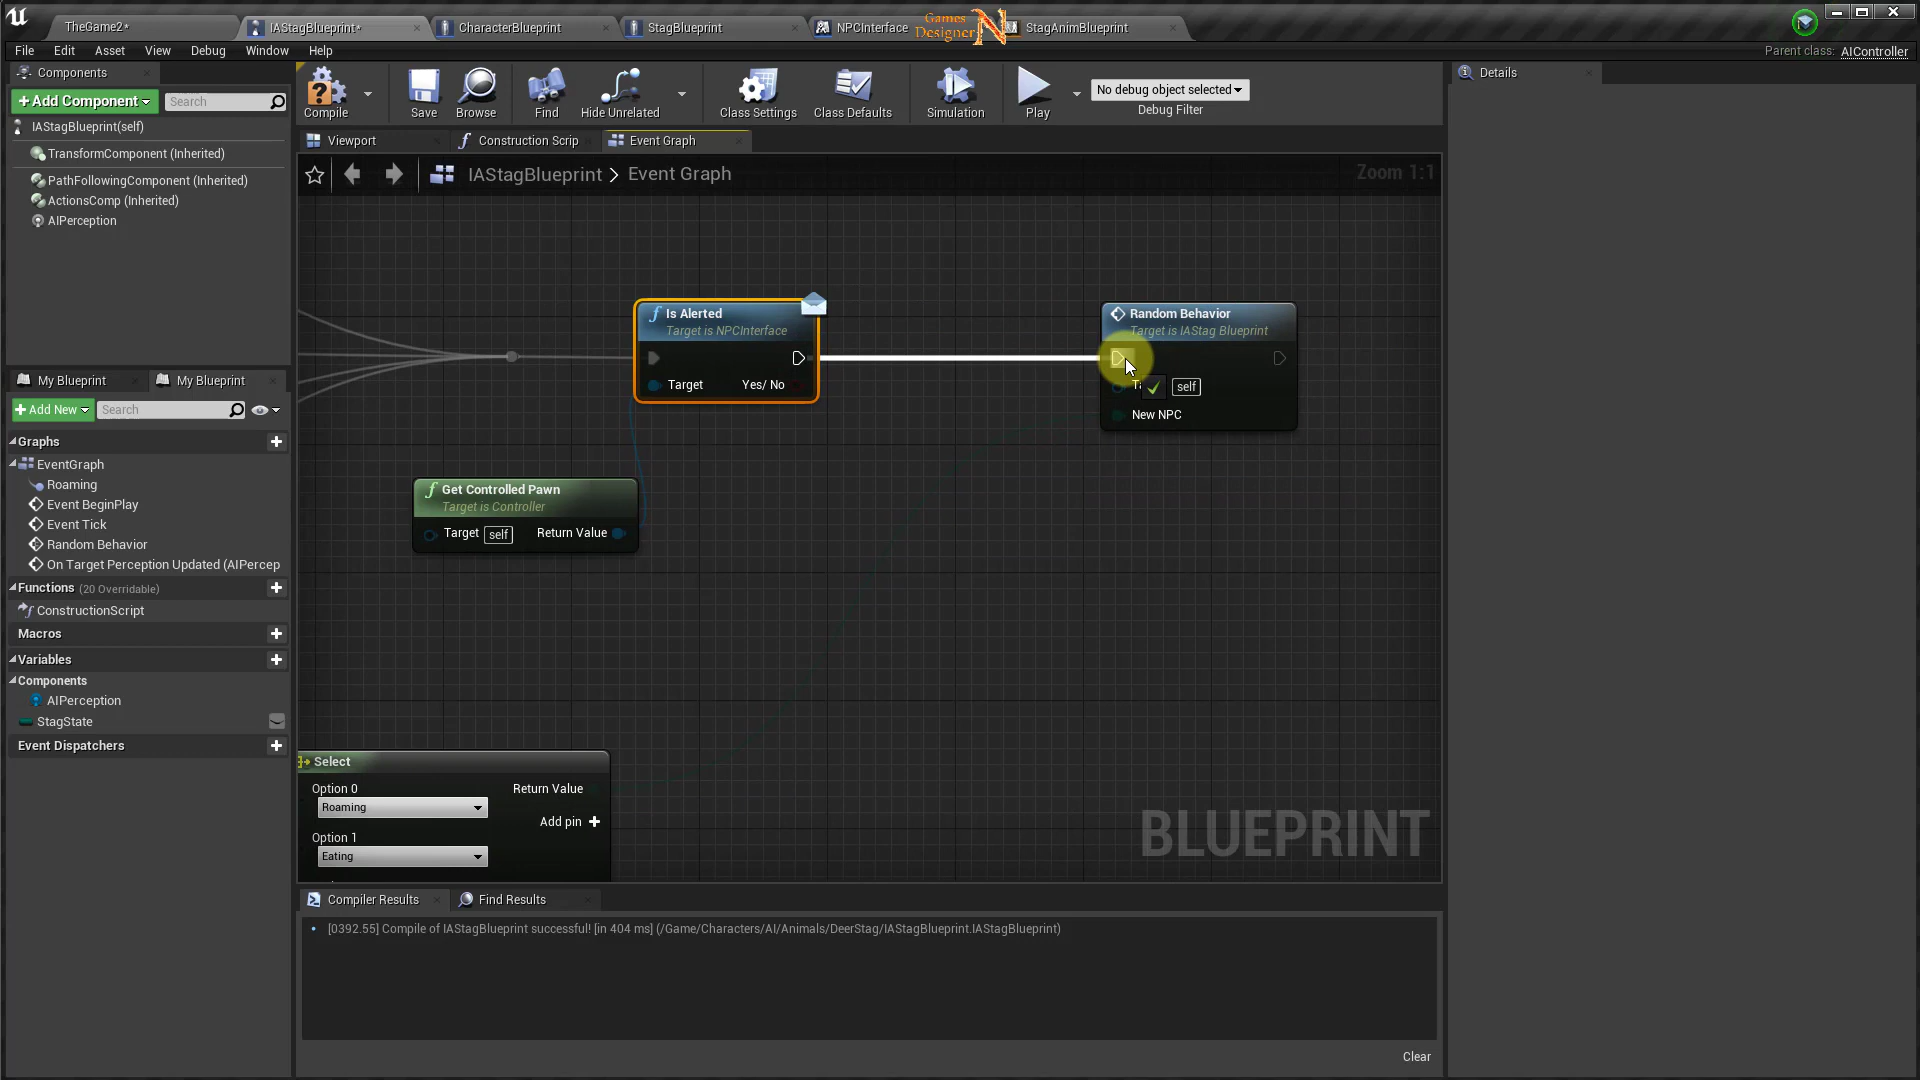 TheGame2*
IAStagBlueprint*
CharacterBlueprint
StagBlueprint
NPCInterface
Games
Designer
N
StagAnimBlueprint
File
Edit
Asset
View
Debug
Window
Help
Parent class: AIController
Components
+Add Component
Search
IAStagBlueprint(self)
TransformComponent (Inherited)
PathFollowingComponent (Inherited)
ActionsComp (Inherited)
AIPerception
Compile
Save
Browse
Find
Hide Unrelated
Class Settings
Class Defaults
Simulation
Play
No debug object selected
Debug Filter
Details
Viewport
Construction Scrip
Event Graph
IAStagBlueprint > Event Graph
Zoom 1:1
Is Alerted
Target is NPCInterface
Target
Yes/ No
Random Behavior
Target is IAStag Blueprint
self
New NPC
Get Controlled Pawn
Target is Controller
Target self
Return Value
Select
Option 0
Roaming
Return Value
Add pin +
Option 1
Eating
BLUEPRINT
My Blueprint
My Blueprint
+Add New
Search
Graphs
EventGraph
Roaming
Event BeginPlay
Event Tick
Random Behavior
On Target Perception Updated (AIPercep
Functions (20 Overridable)
ConstructionScript
Macros
Variables
Components
AIPerception
StagState
Event Dispatchers
Compiler Results
Find Results
[0392.55] Compile of IAStagBlueprint successful! [in 404 ms] (/Game/Characters/AI/Animals/DeerStag/IAStagBlueprint.IAStagBlueprint)
Clear